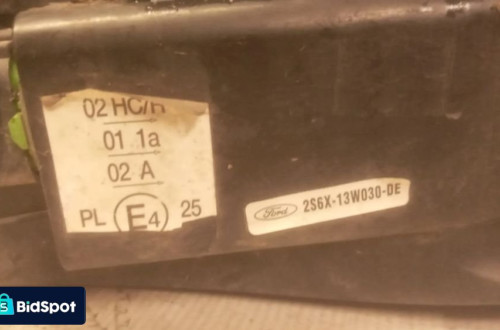 02 HC/R
01 1a
02 A
PL E4 25
Ford 2S6X-13W030-DE
BidSpot